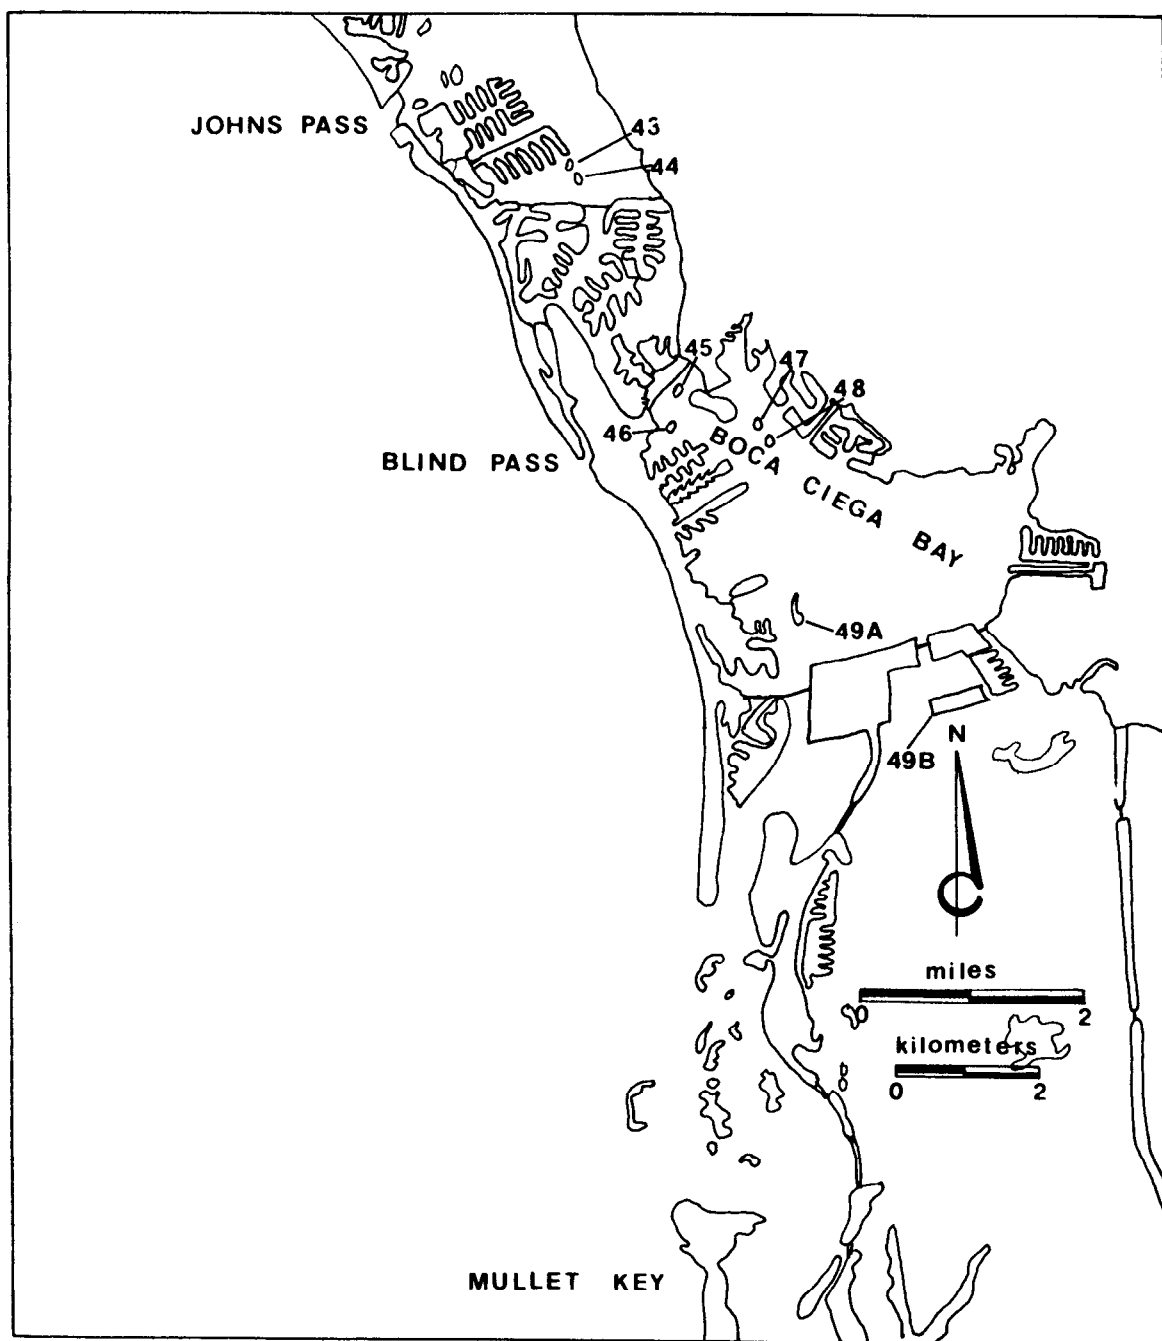 JOHNS PASS
43
44
45
47
48
46
BLIND PASS
BOCA CIEGA BAY
49A
49B
N
miles
0 2
kilometers
0 2
MULLET KEY